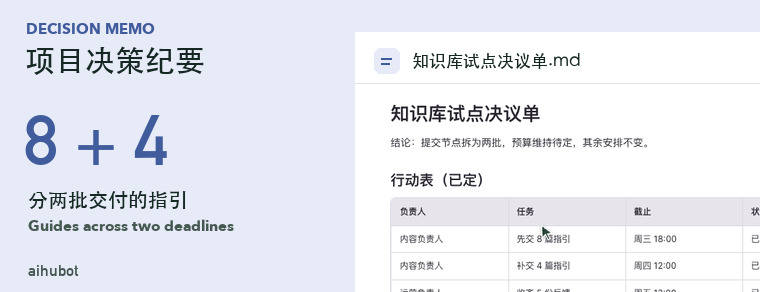 DECISION MEMO
项目决策纪要
8 + 4
分两批交付的指引
Guides across two deadlines
aihubot
知识库试点决议单.md
知识库试点决议单
结论：提交节点拆为两批，预算维持待定，其余安排不变。
行动表（已定）
负责人 任务 截止 状
内容负责人 先交 8 篇指引 周三 18:00 已
内容负责人 补交 4 篇指引 周四 12:00 已